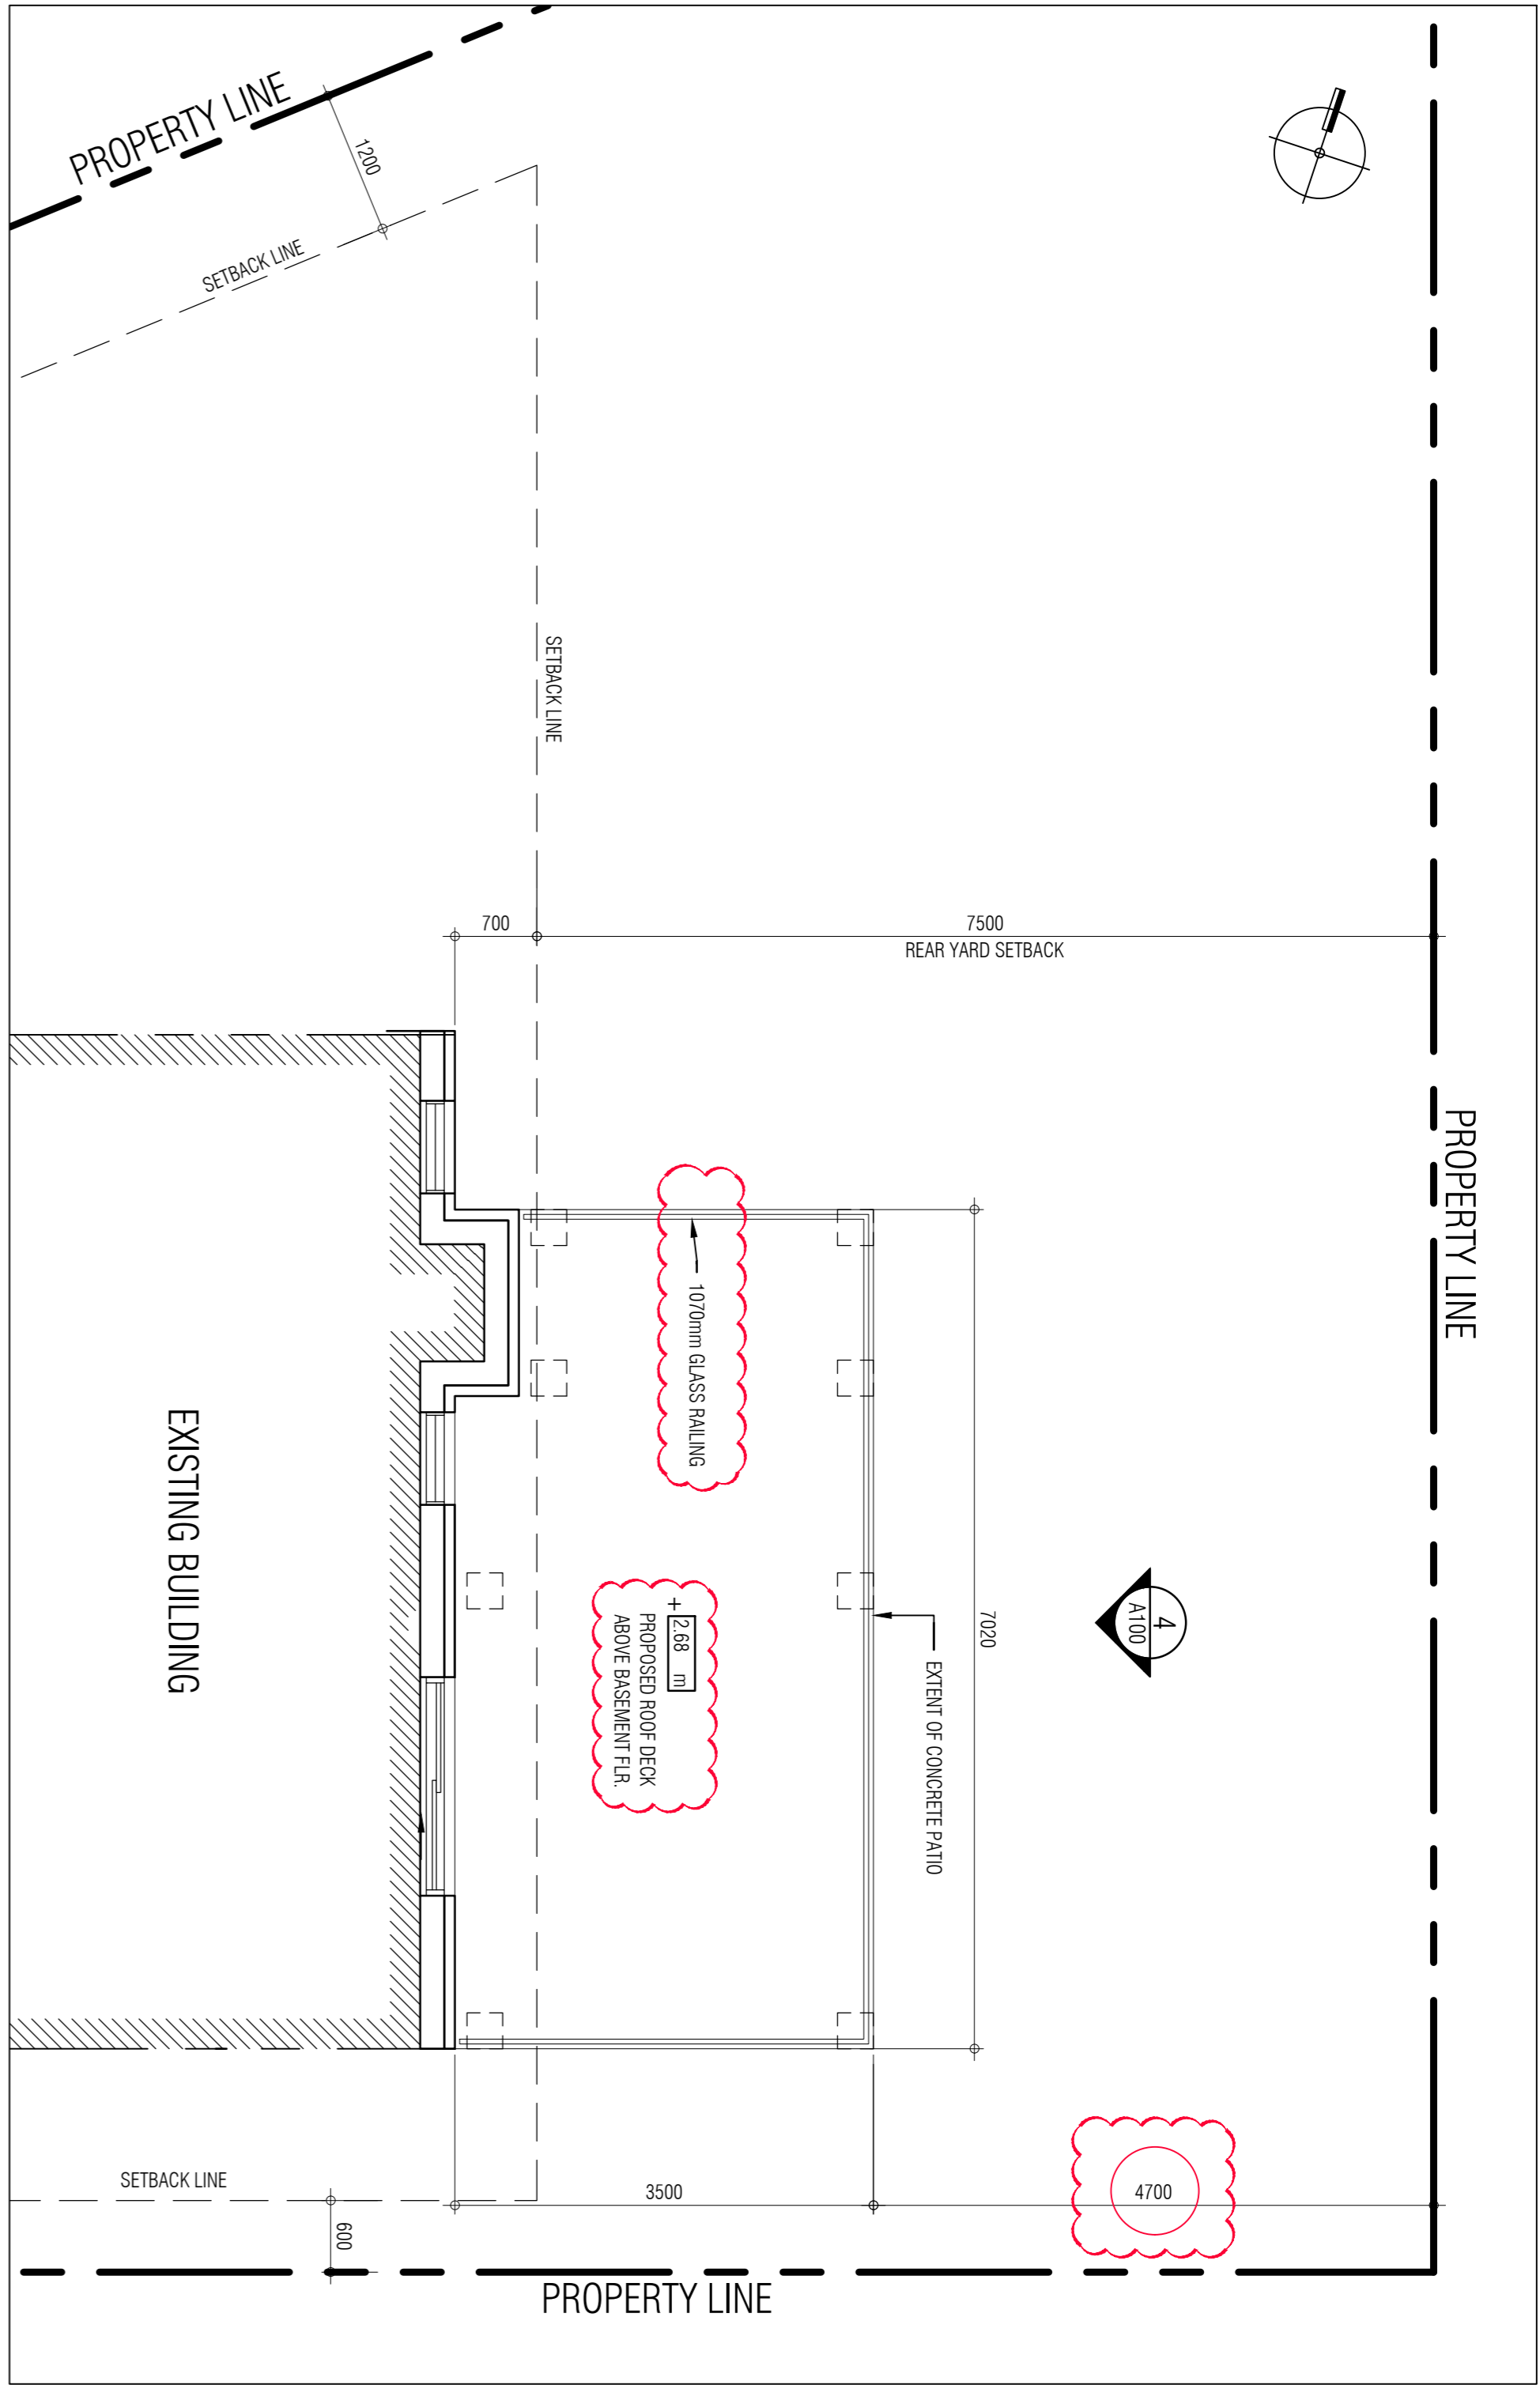 PROPERTY LINE
1200
SETBACK LINE
SETBACK LINE
700
7500
REAR YARD SETBACK
PROPERTY LINE
1070mm GLASS RAILING
4
A100
7020
EXTENT OF CONCRETE PATIO
+2.68 m
PROPOSED ROOF DECK
ABOVE BASEMENT FLR.
EXISTING BUILDING
SETBACK LINE
600
3500
4700
PROPERTY LINE